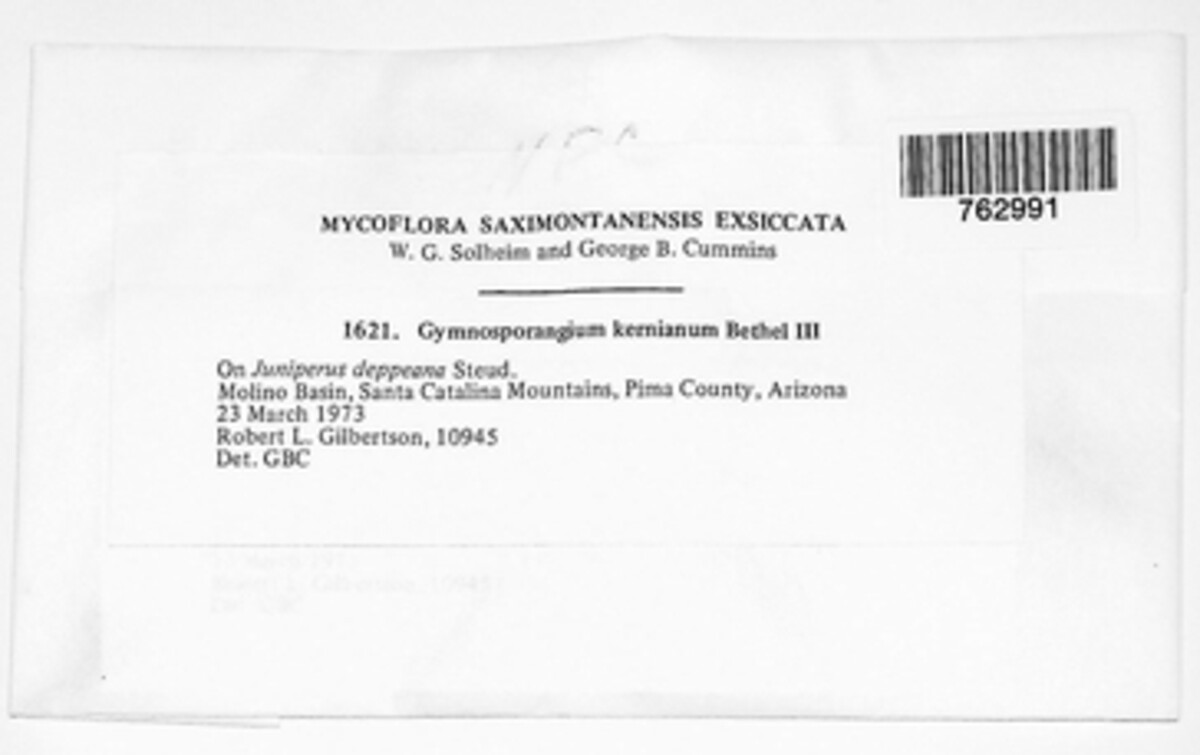 762991
MYCOFLORA SAXIMONTANENSIS EXSICCATA
W. G. Solheim and George B. Cummins
1621. Gymnosporangium kernianum Bethel III
On Juniperus deppeana Steud.
Molino Basin, Santa Catalina Mountains, Pima County, Arizona
23 March 1973
Robert L. Gilbertson, 10945
Det. GBC